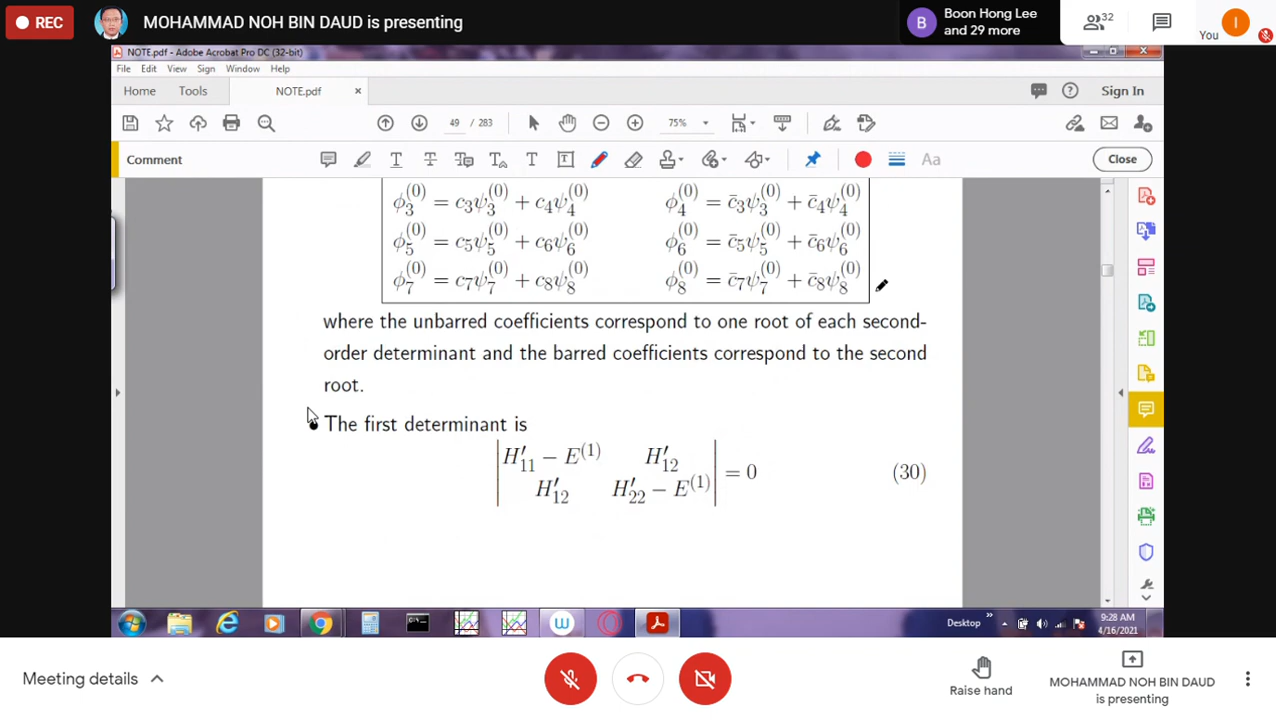 REC
MOHAMMAD NOH BIN DAUD is presenting
B
Boon Hong Lee
and 29 more
32
You
I
NOTE.pdf - Adobe Acrobat Pro DC (32-bit)
File Edit View Sign Window Help
Home Tools NOTE.pdf × Sign In
49 / 283 75%
Comment Close
ϕ₃⁽⁰⁾ = c₃ψ₃⁽⁰⁾ + c₄ψ₄⁽⁰⁾ ϕ₄⁽⁰⁾ = c̄₃ψ₃⁽⁰⁾ + c̄₄ψ₄⁽⁰⁾
ϕ₅⁽⁰⁾ = c₅ψ₅⁽⁰⁾ + c₆ψ₆⁽⁰⁾ ϕ₆⁽⁰⁾ = c̄₅ψ₅⁽⁰⁾ + c̄₆ψ₆⁽⁰⁾
ϕ₇⁽⁰⁾ = c₇ψ₇⁽⁰⁾ + c₈ψ₈⁽⁰⁾ ϕ₈⁽⁰⁾ = c̄₇ψ₇⁽⁰⁾ + c̄₈ψ₈⁽⁰⁾
where the unbarred coefficients correspond to one root of each second-
order determinant and the barred coefficients correspond to the second
root.
• The first determinant is
| H′₁₁ − E⁽¹⁾ H′₁₂ |
| H′₁₂ H′₂₂ − E⁽¹⁾ | = 0 (30)
Desktop »
9:28 AM
4/16/2021
Meeting details
Raise hand
MOHAMMAD NOH BIN DAUD
is presenting